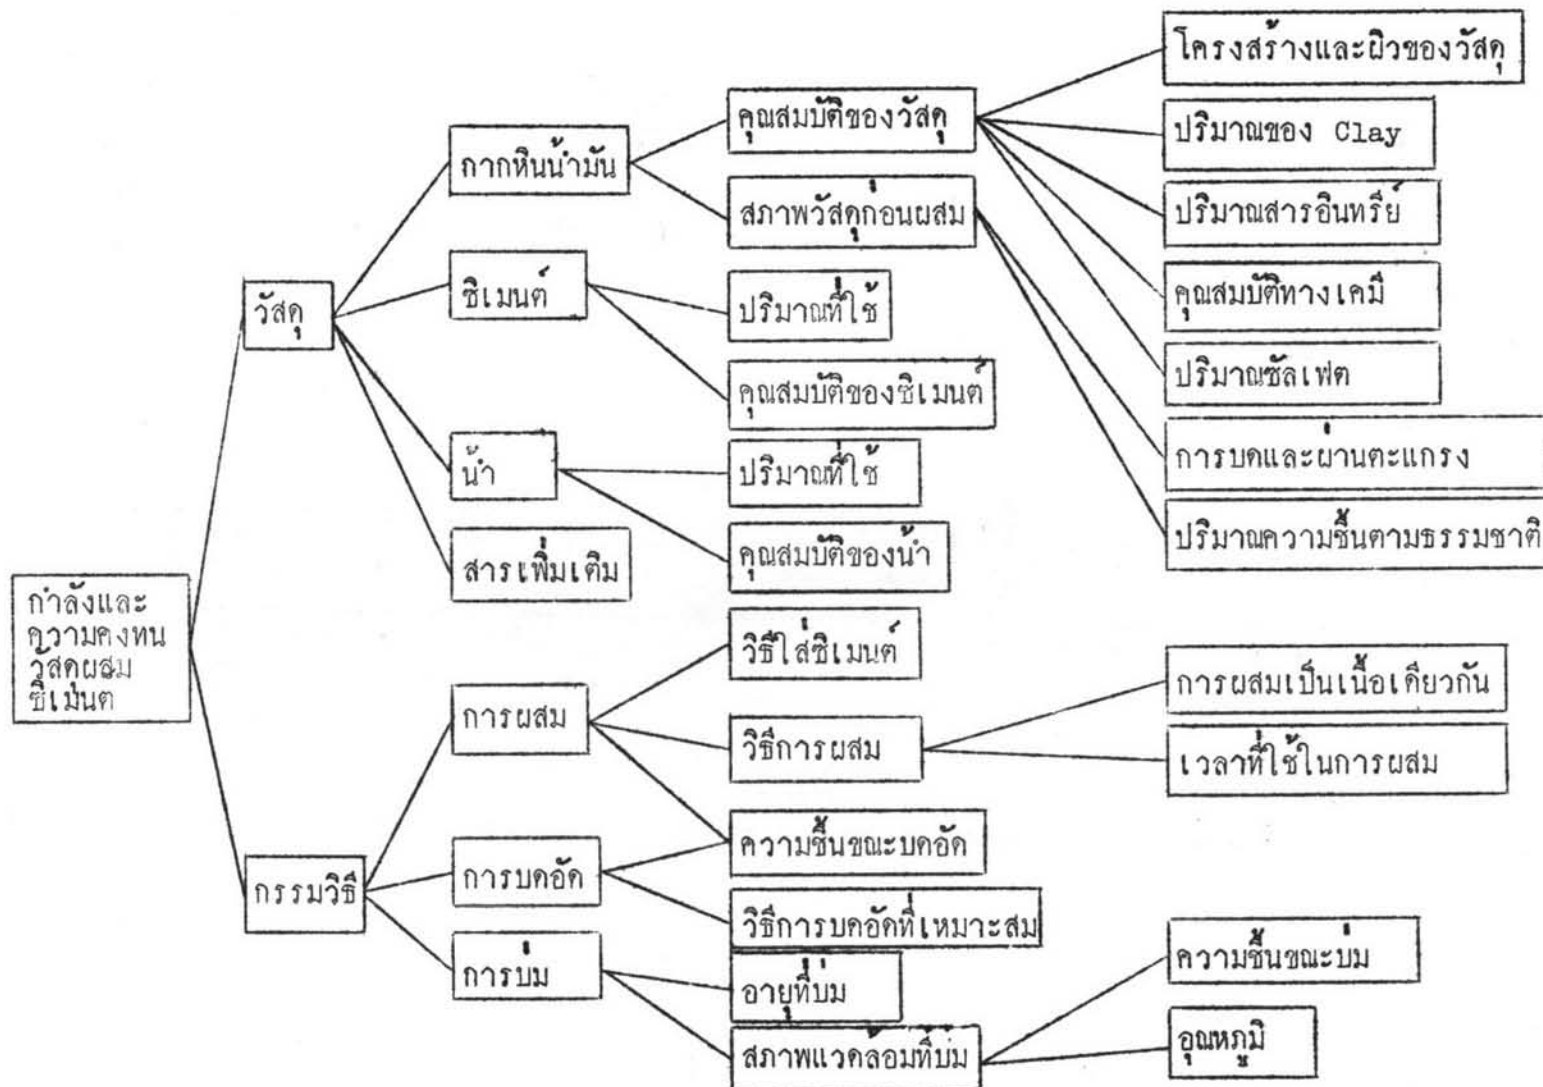 กำลังและ
ความคงทน
วัสดุผสม
ซิเมนต
วัสดุ
กรรมวิธี
กากหินน้ำมัน
ซิเมนต์
น้ำ
สารเพิ่มเติม
การผสม
การบดอัด
การบ่ม
คุณสมบัติของวัสดุ
สภาพวัสดุก่อนผสม
ปริมาณที่ใช้
คุณสมบัติของซิเมนต์
ปริมาณที่ใช้
คุณสมบัติของน้ำ
วิธีใส่ซิเมนต์
วิธีการผสม
ความชื้นขณะบดอัด
วิธีการบดอัดที่เหมาะสม
อายุที่บ่ม
สภาพแวดล้อมที่บ่ม
โครงสร้างและผิวของวัสดุ
ปริมาณของ Clay
ปริมาณสารอินทรีย์
คุณสมบัติทางเคมี
ปริมาณซัลเฟต
การบดและผ่านตะแกรง
ปริมาณความชื้นตามธรรมชาติ
การผสมเป็นเนื้อเดียวกัน
เวลาที่ใช้ในการผสม
ความชื้นขณะบ่ม
อุณหภูมิ